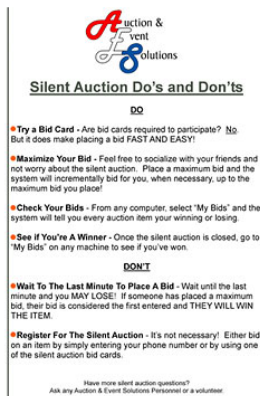 Auction &
Event
Solutions
Silent Auction Do's and Don'ts
DO
Try a Bid Card - Are bid cards required to participate? No.
But it does make placing a bid FAST AND EASY!
Maximize Your Bid - Feel free to socialize with your friends and
not worry about the silent auction. Place a maximum bid and the
system will incrementally bid for you, when necessary, up to the
maximum bid you place!
Check Your Bids - From any computer, select "My Bids" and the
system will tell you every auction item your winning or losing.
See if You're A Winner - Once the silent auction is closed, go to
"My Bids" on any machine to see if you've won.
DON'T
Wait To The Last Minute To Place A Bid - Wait until the last
minute and you MAY LOSE! If someone has placed a maximum
bid, their bid is considered the first entered and THEY WILL WIN
THE ITEM.
Register For The Silent Auction - It's not necessary! Either bid
on an item by simply entering your phone number or by using one
of the silent auction bid cards.
Have more silent auction questions?
Ask any Auction & Event Solutions Personnel or a volunteer.